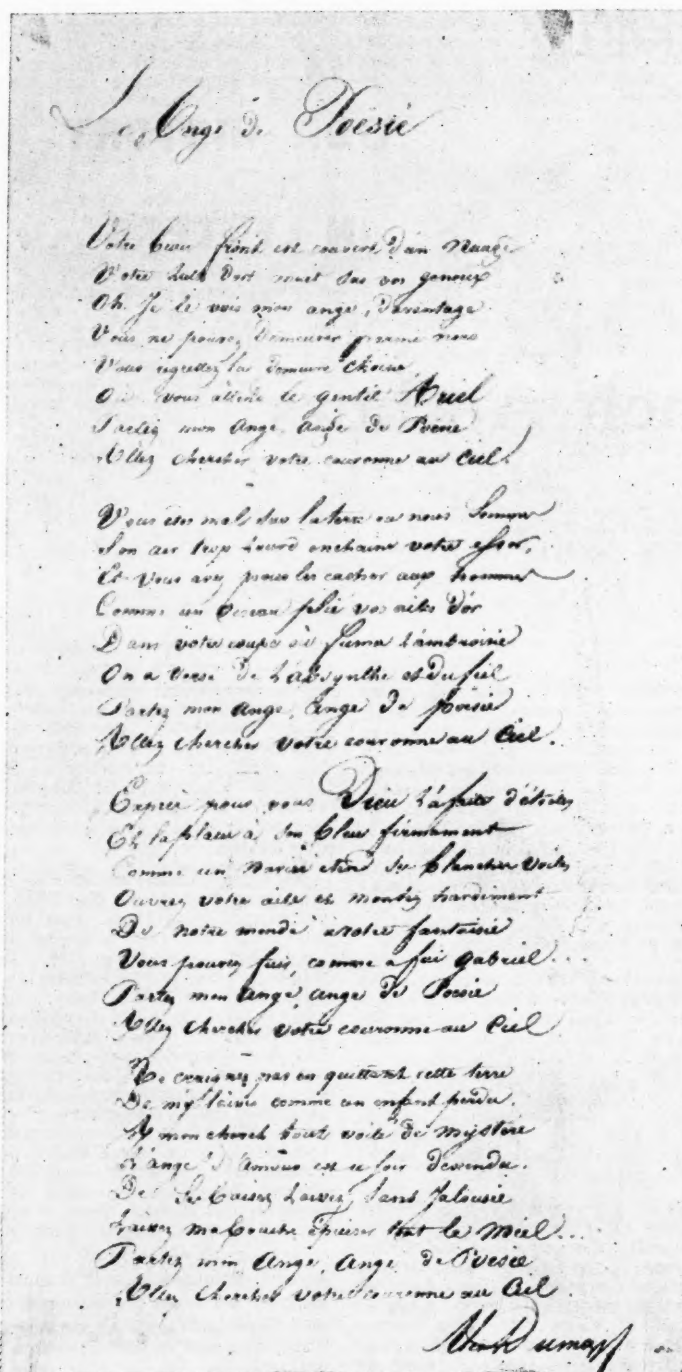 L'Ange de Poésie
Votre beau front est couvert d'un nuage
Votre luth dort muet sur vos genoux
Oh. Je le vois mon ange, davantage
Vous ne pouvez demeurer parmi nous
Vous regrettez la demeure choisie
Où vous attend le gentil Ariel
Partez mon Ange, ange de Poésie
Allez chercher votre couronne au Ciel.
Vous êtes mal sur la terre où nous sommes
Son air trop lourd enchaine votre essor,
Et vous avez pour les cacher aux hommes
Comme un oiseau plié vos ailes d'or
Dans votre coupe où fuma l'ambroisie
On a versé de l'absynthe et du fiel
Partez mon Ange, Ange de poésie
Allez chercher votre couronne au Ciel.
Exprès pour vous Dieu l'a faite d'étoiles
Et la place à son bleu firmament
Comme un navire étend ses blanches voiles
Ouvrez votre aile et montez hardiment
De notre monde à votre fantaisie
Vous pouvez fuir, comme a fui Gabriel...
Partez mon Ange, ange de Poésie
Allez chercher votre couronne au Ciel
Ne craignez pas en quittant cette terre
De m'y laisser comme un enfant perdu.
A mon chevet tout voilé de mystère
L'ange d'Amour est ce soir descendu.
De ses baisers laissez, sans Jalousie
Laissez ma bouche épuiser tout le Miel...
Partez mon Ange, Ange de Poésie
Allez chercher votre couronne au Ciel.
Alex Dumas